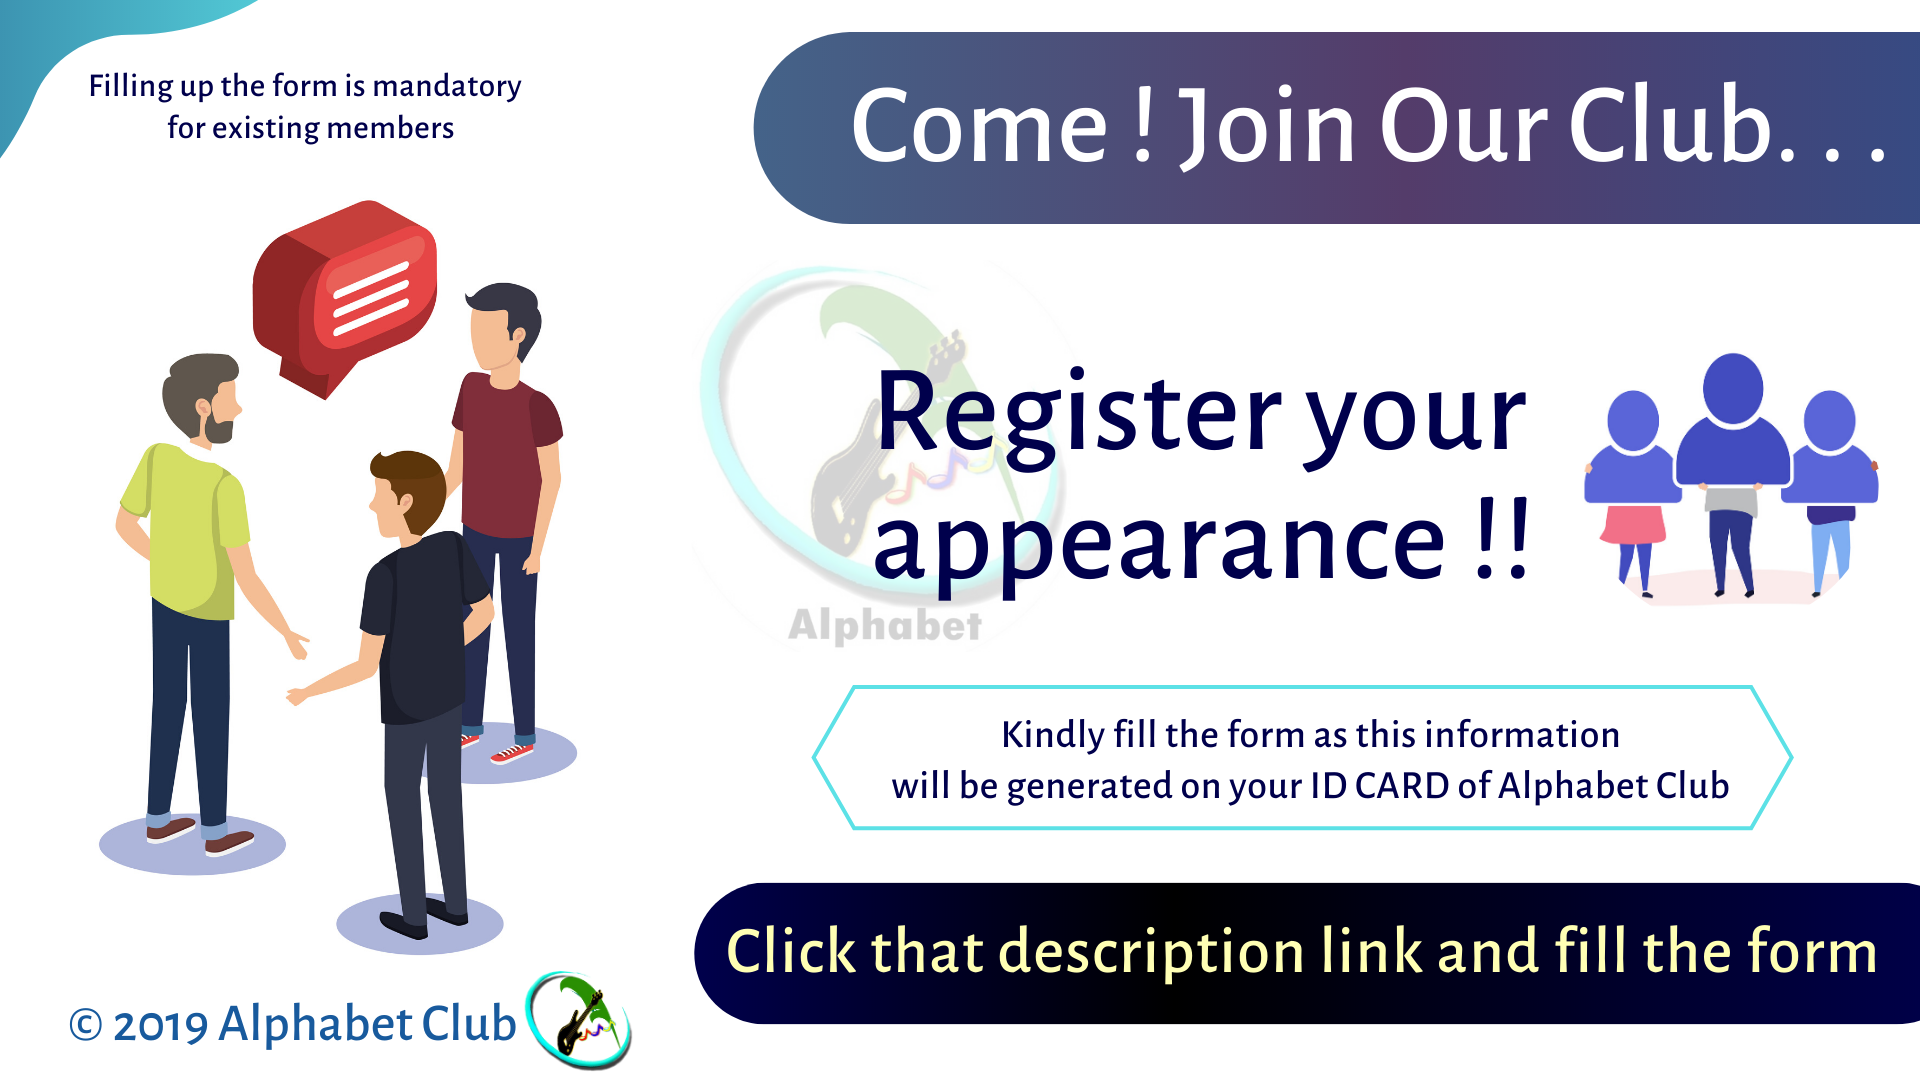 Filling up the form is mandatory
for existing members
Come ! Join Our Club. . .
Register your
appearance !!
Alphabet
Kindly fill the form as this information
will be generated on your ID CARD of Alphabet Club
Click that description link and fill the form
© 2019 Alphabet Club